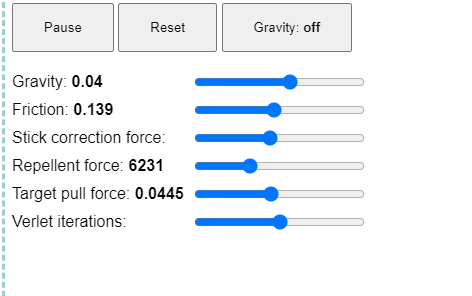 Pause Reset Gravity: off
Gravity: 0.04
Friction: 0.139
Stick correction force:
Repellent force: 6231
Target pull force: 0.0445
Verlet iterations: